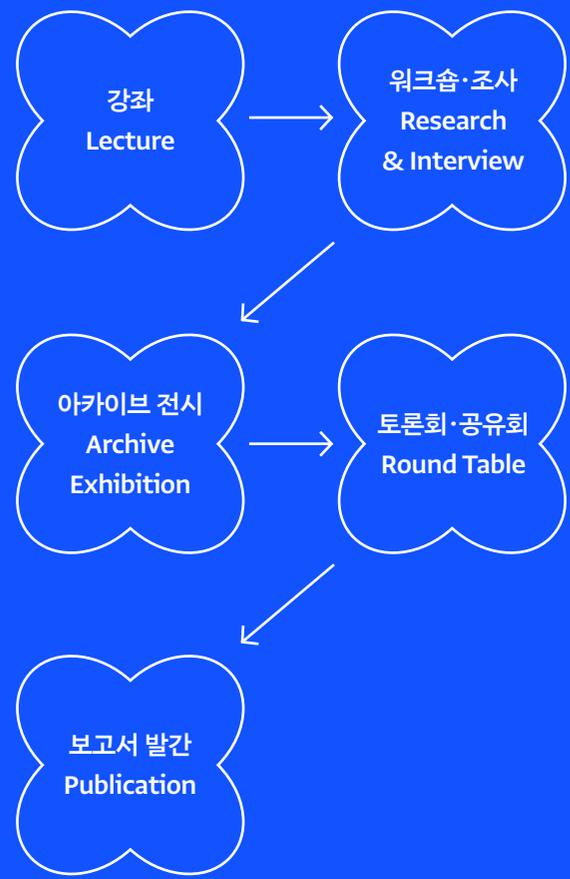 강좌
Lecture
워크숍·조사
Research
& Interview
아카이브 전시
Archive
Exhibition
토론회·공유회
Round Table
보고서 발간
Publication